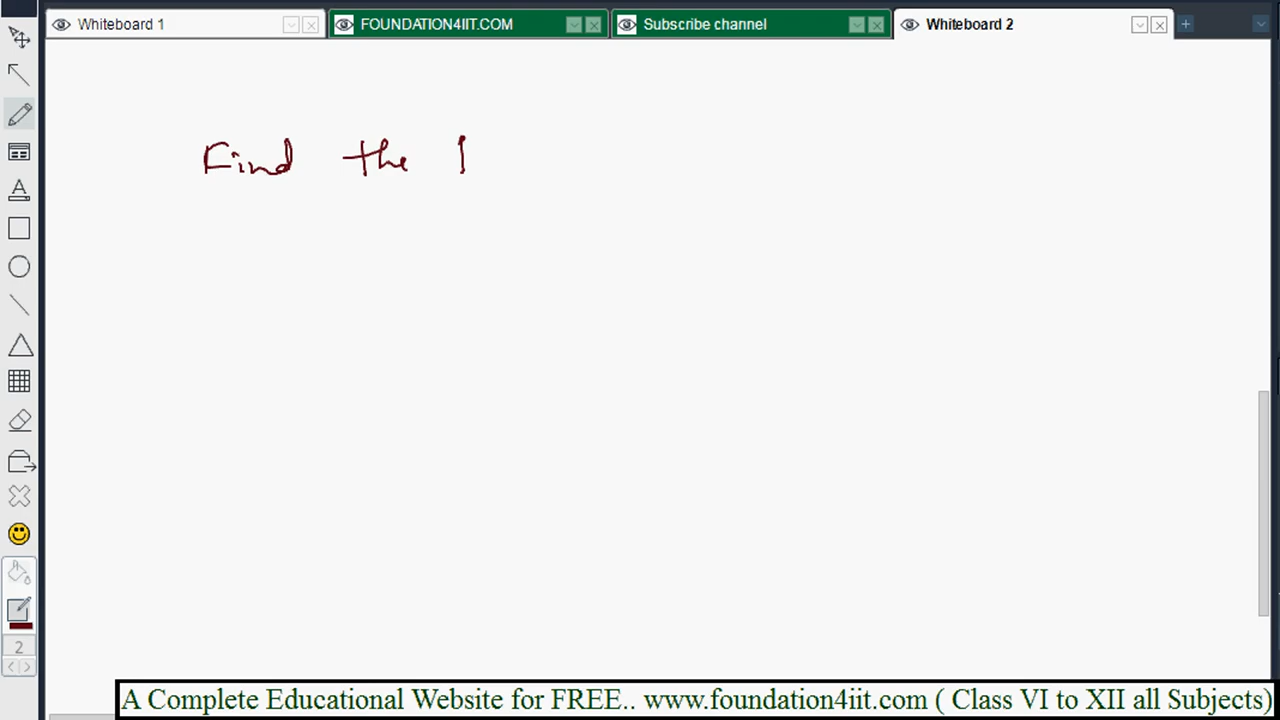 Whiteboard 1
FOUNDATION4IIT.COM
Subscribe channel
Whiteboard 2
Find the
2
A Complete Educational Website for FREE.. www.foundation4iit.com ( Class VI to XII all Subjects)